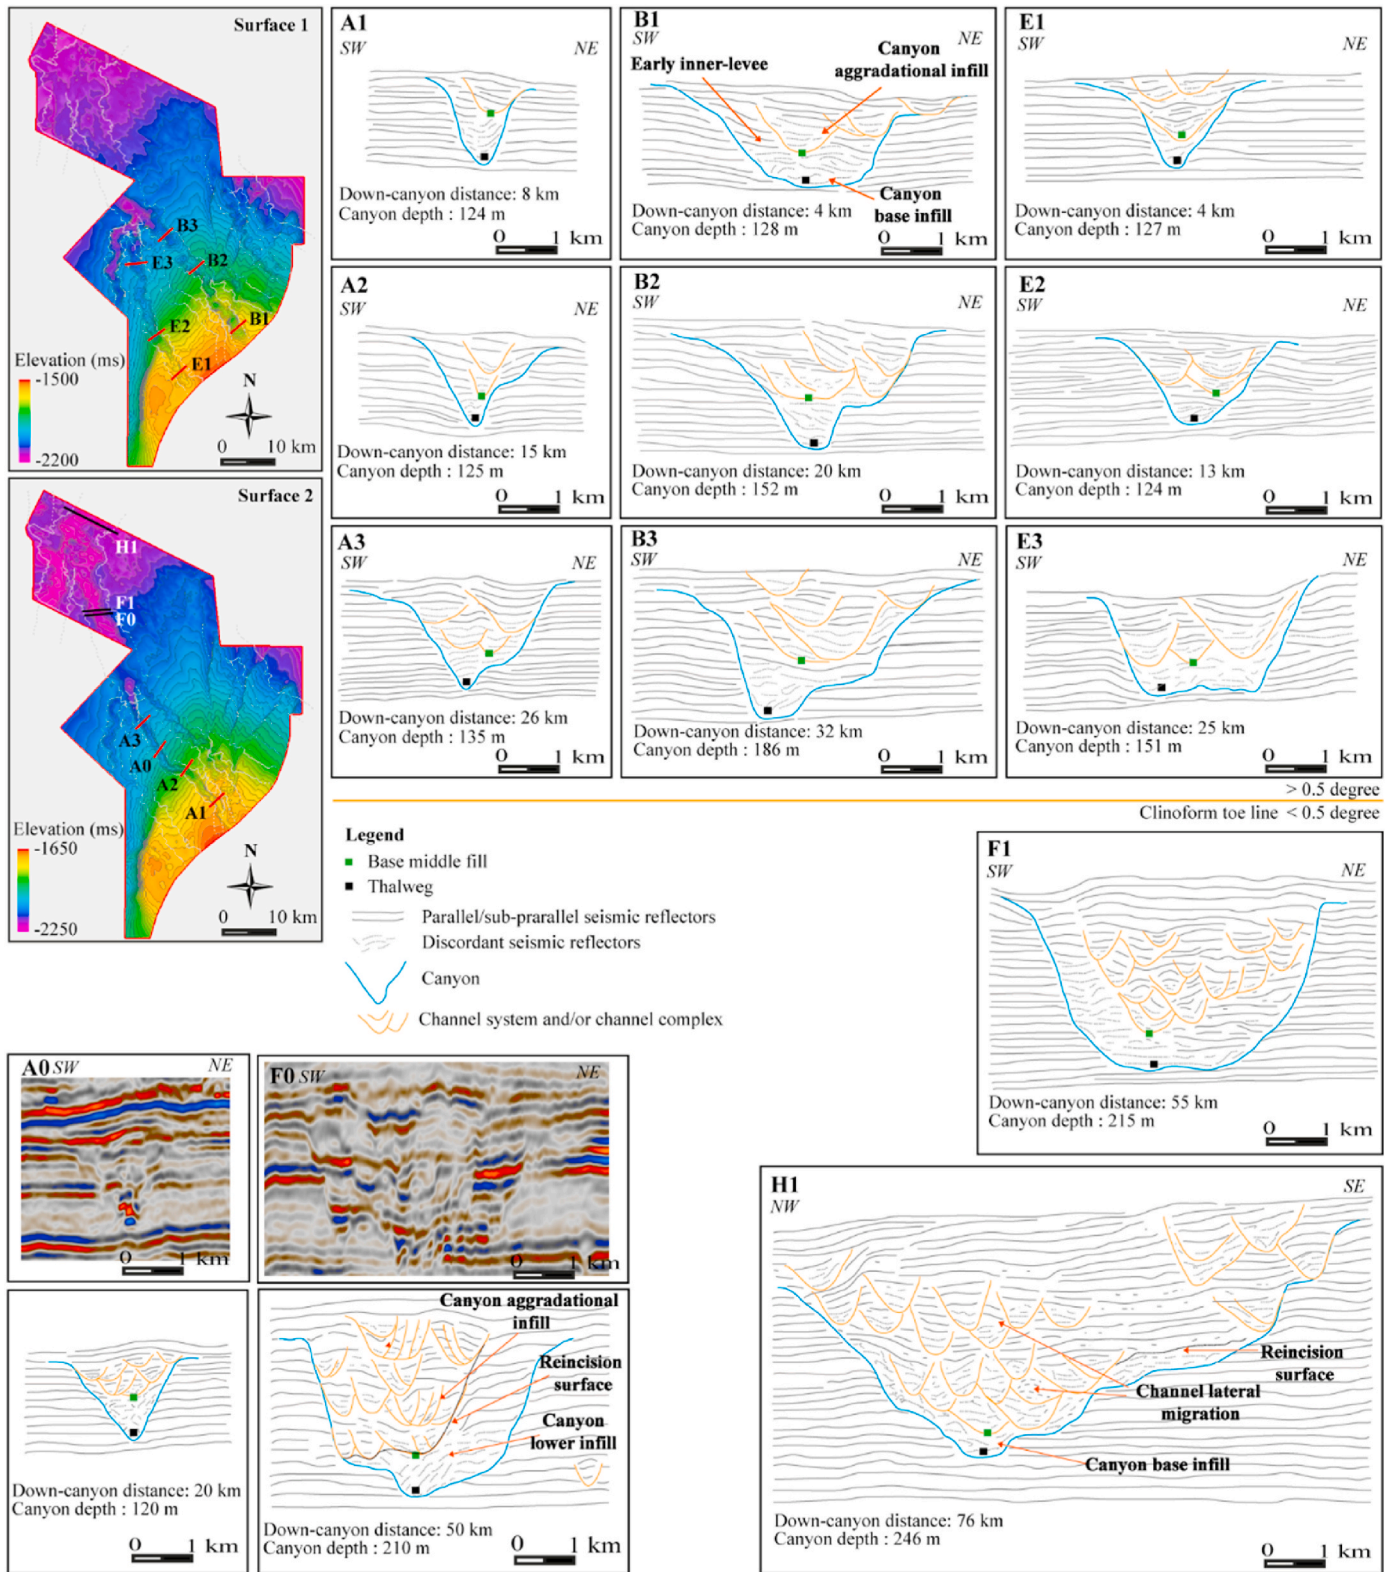 Surface 1
B3
E3
B2
E2
B1
E1
Elevation (ms)
-1500
-2200
N
0 10 km
Surface 2
H1
F1
F0
A3
A0
A2
A1
Elevation (ms)
-1650
-2250
N
0 10 km
A1
SW NE
Down-canyon distance: 8 km
Canyon depth : 124 m
0 1 km
B1
SW NE
Early inner-levee
Canyon
aggradational infill
Canyon
base infill
Down-canyon distance: 4 km
Canyon depth : 128 m
0 1 km
E1
SW NE
Down-canyon distance: 4 km
Canyon depth : 127 m
0 1 km
A2
SW NE
Down-canyon distance: 15 km
Canyon depth : 125 m
0 1 km
B2
SW NE
Down-canyon distance: 20 km
Canyon depth : 152 m
0 1 km
E2
SW NE
Down-canyon distance: 13 km
Canyon depth : 124 m
0 1 km
A3
SW NE
Down-canyon distance: 26 km
Canyon depth : 135 m
0 1 km
B3
SW NE
Down-canyon distance: 32 km
Canyon depth : 186 m
0 1 km
E3
SW NE
Down-canyon distance: 25 km
Canyon depth : 151 m
0 1 km
> 0.5 degree
Clinoform toe line < 0.5 degree
Legend
Base middle fill
Thalweg
Parallel/sub-prarallel seismic reflectors
Discordant seismic reflectors
Canyon
Channel system and/or channel complex
F1
SW NE
Down-canyon distance: 55 km
Canyon depth : 215 m
0 1 km
A0 SW NE
0 1 km
F0 SW NE
0 1 km
Down-canyon distance: 20 km
Canyon depth : 120 m
0 1 km
Canyon aggradational
infill
Reincision
surface
Canyon
lower infill
Down-canyon distance: 50 km
Canyon depth : 210 m
0 1 km
H1
NW SE
Reincision
surface
Channel lateral
migration
Canyon base infill
Down-canyon distance: 76 km
Canyon depth : 246 m
0 1 km